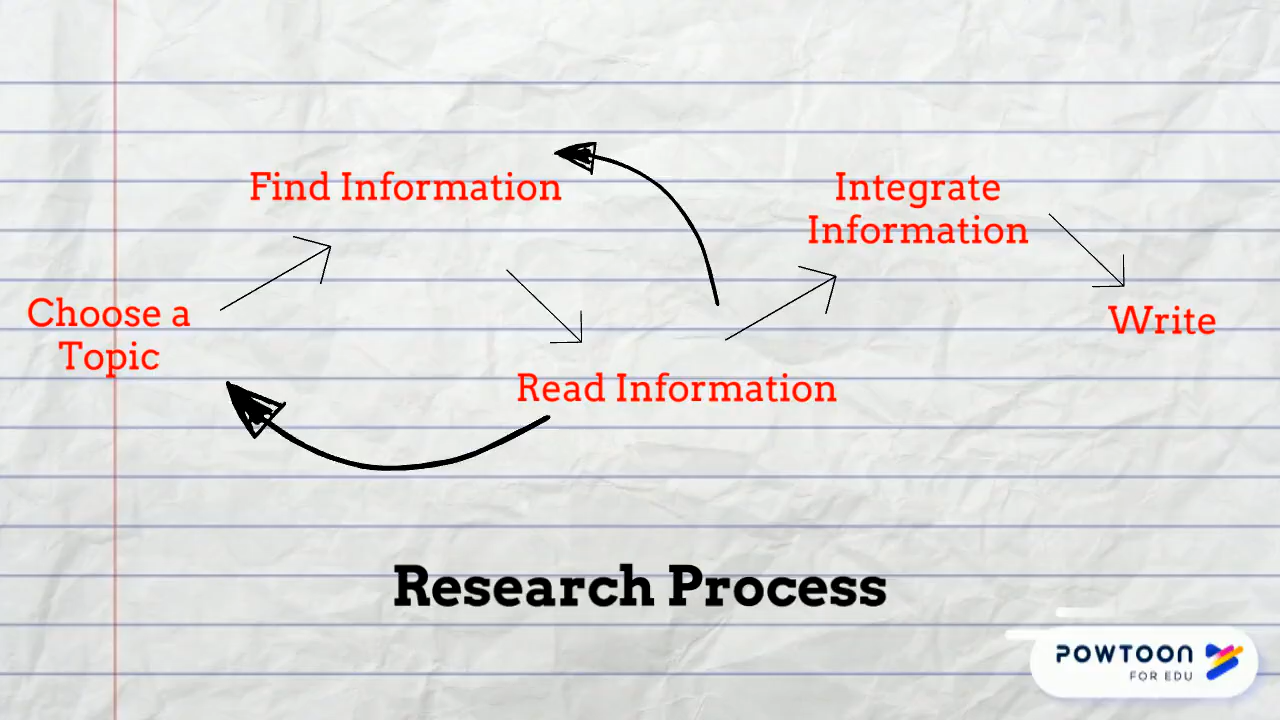 Find Information
Integrate
Information
Choose a
Topic
Write
Read Information
Research Process
POWTOON
FOR EDU